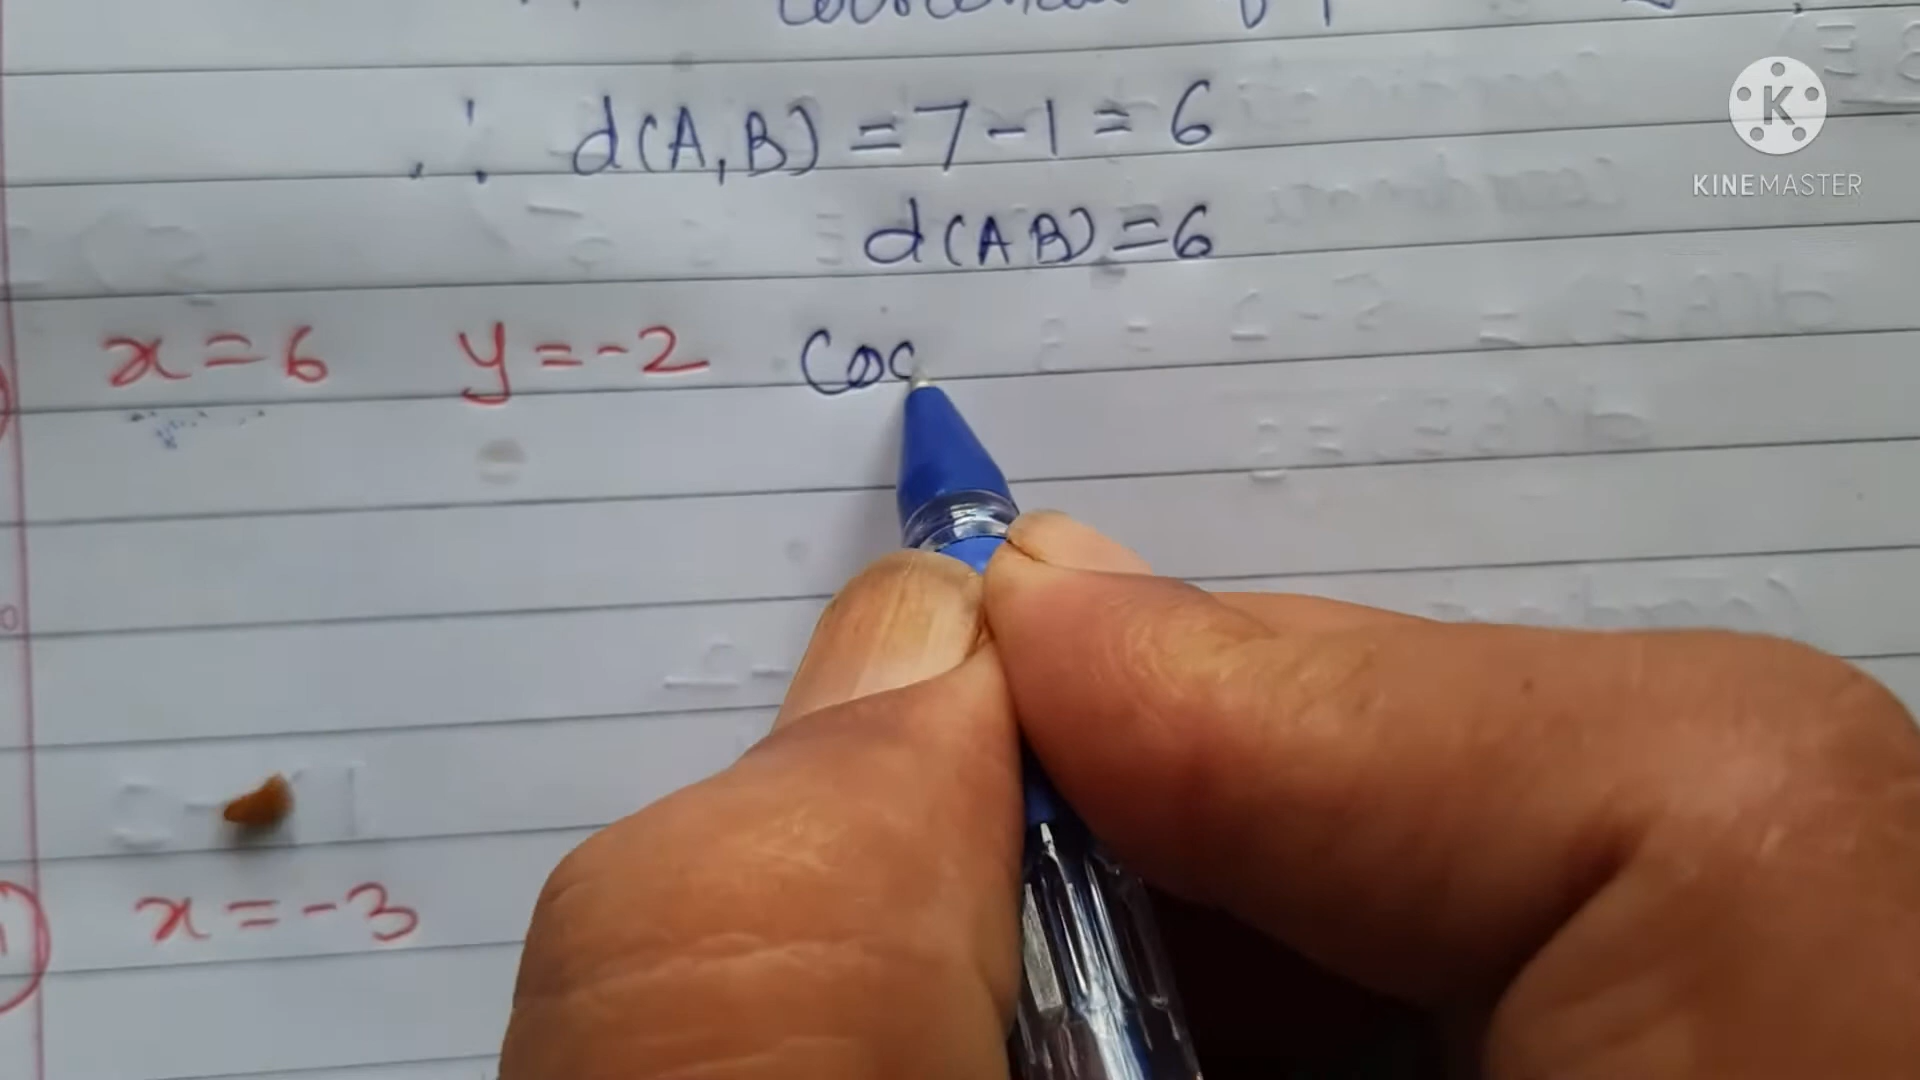 ∴ d(A,B) = 7-1 = 6
d(AB) = 6
x = 6 y = -2 Coo
x = -3
KINEMASTER